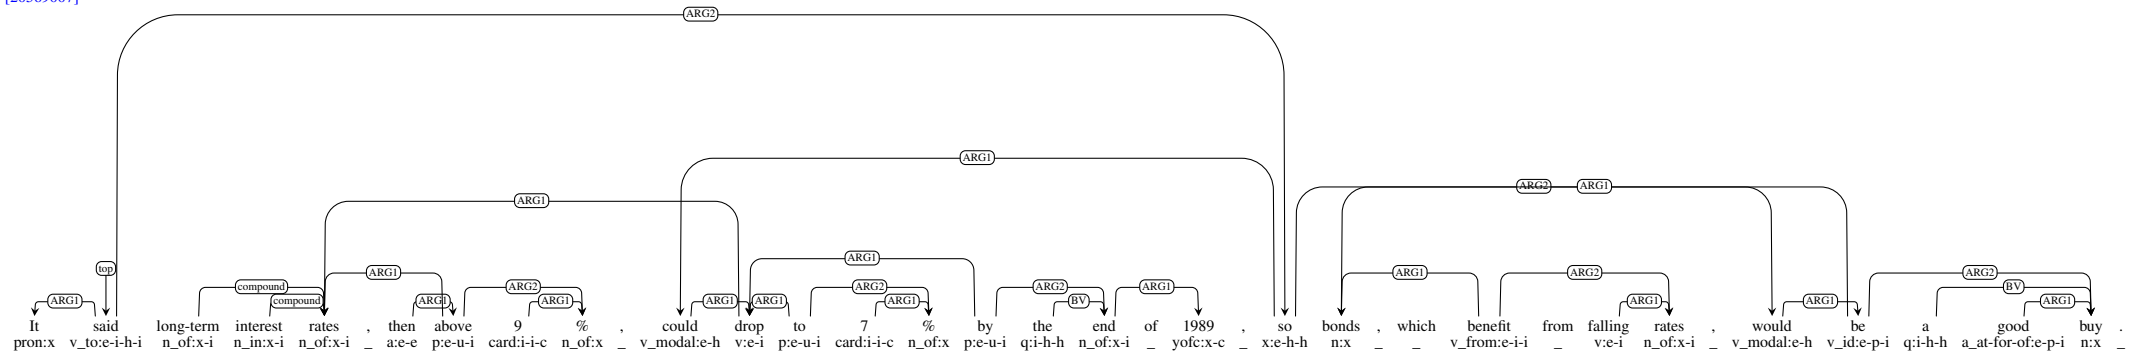 ARG2
ARG1
ARG2 ARG1
ARG1
ARG1
top ARG1 ARG1 ARG2 ARG2
compound ARG2 ARG2 ARG2 ARG1 BV
ARG1 compound ARG1 ARG1 ARG1 ARG1 ARG1 BV ARG1 ARG1 ARG1
It said long-term interest rates , then above 9 % , could drop to 7 % by the end of 1989 , so bonds , which benefit from falling rates , would be a good buy .
pron:x v_to:e-i-h-i n_of:x-i n_in:x-i n_of:x-i _ a:e-e p:e-u-i card:i-i-c n_of:x _ v_modal:e-h v:e-i p:e-u-i card:i-i-c n_of:x p:e-u-i q:i-h-h n_of:x-i _ yofc:x-c _ x:e-h-h n:x _ _ v_from:e-i-i _ v:e-i n_of:x-i _ v_modal:e-h v_id:e-p-i q:i-h-h a_at-for-of:e-p-i n:x _